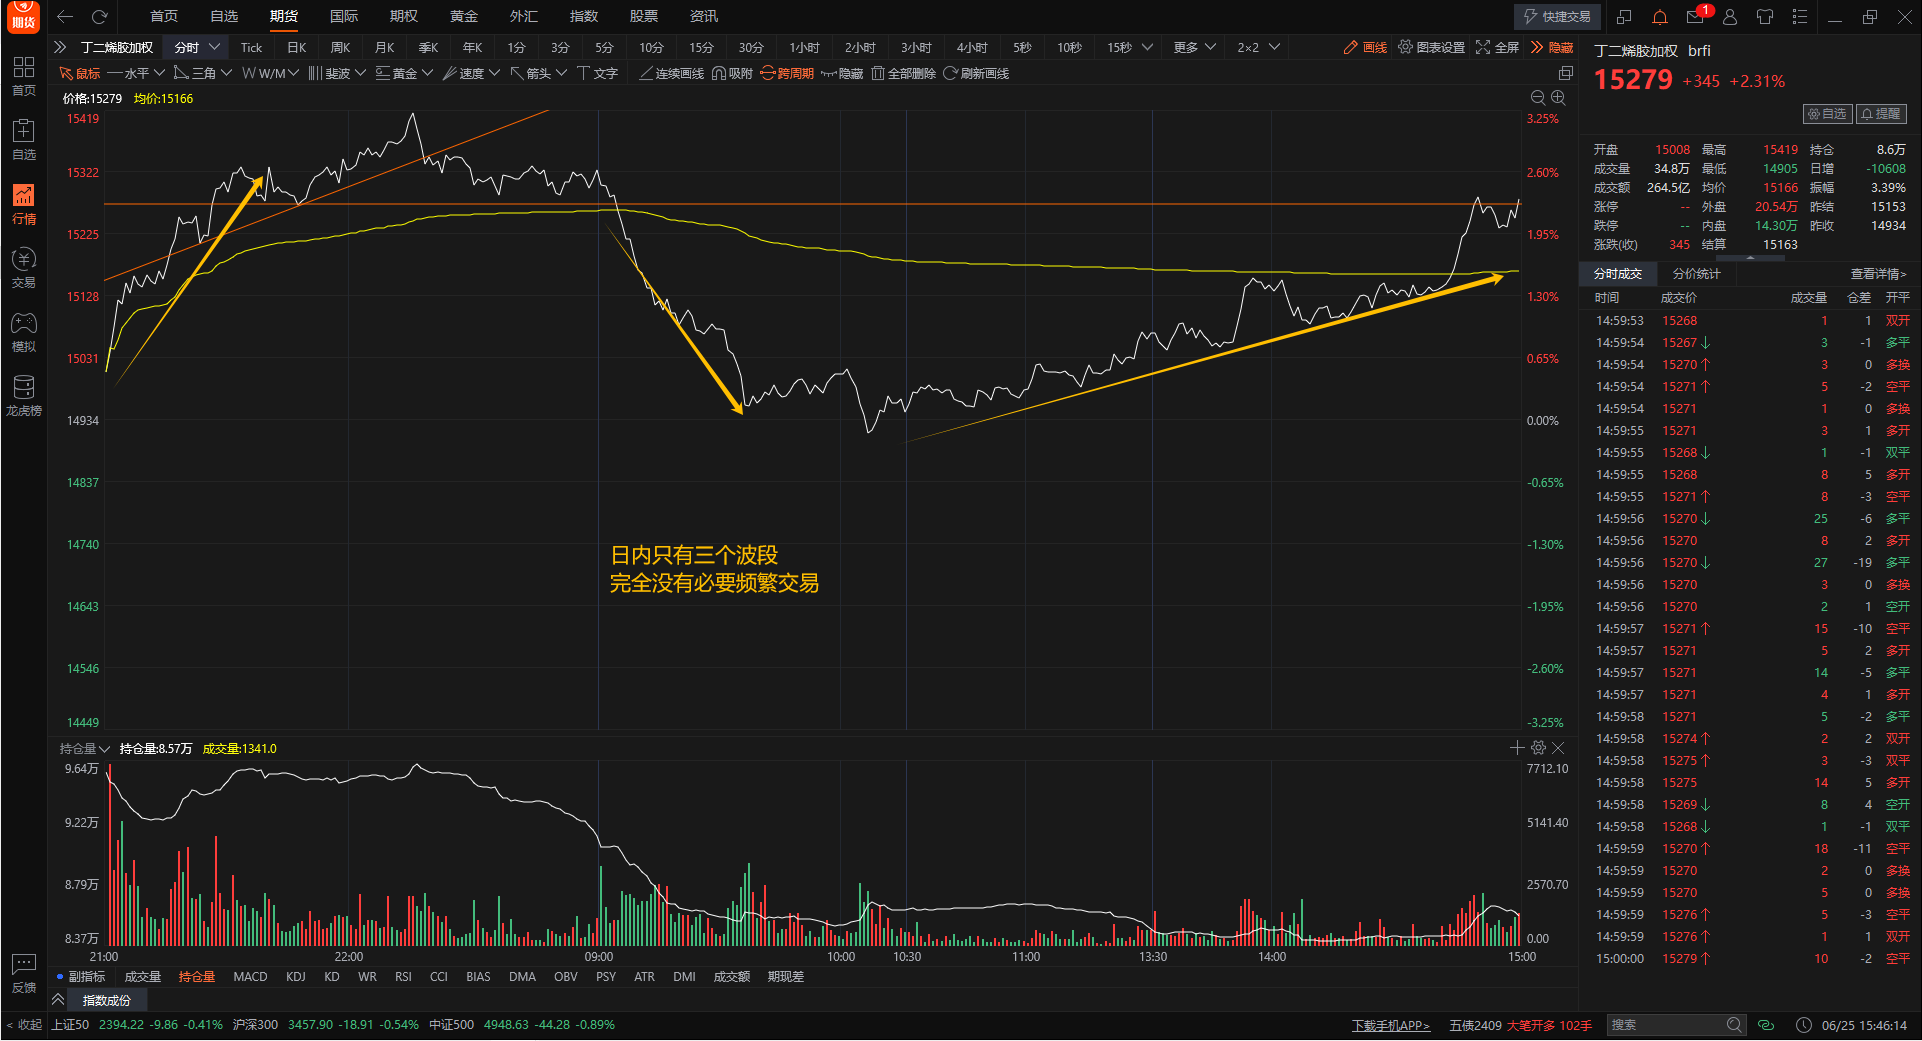 期货 首页 自选 期货 国际 期权 黄金 外汇 指数 股票 资讯 快捷交易 1
丁二烯胶加权 分时 Tick 日K 周K 月K 季K 年K 1分 3分 5分 10分 15分 30分 1小时 2小时 3小时 4小时 5秒 10秒 15秒 更多 2×2 画线 图表设置 全屏 隐藏
鼠标 水平 三角 W/M 斐波 黄金 速度 箭头 文字 连续画线 吸附 跨周期 隐藏 全部删除 刷新画线
首页
自选
行情
交易
模拟
龙虎榜
反馈
< 收起
价格:15279 均价:15166
15419 3.25%
15322 2.60%
15225 1.95%
15128 1.30%
15031 0.65%
14934 0.00%
14837 -0.65%
14740 -1.30%
14643 -1.95%
14546 -2.60%
14449 -3.25%
日内只有三个波段
完全没有必要频繁交易
持仓量 持仓量:8.57万 成交量:1341.0
9.64万 7712.10
9.22万 5141.40
8.79万 2570.70
8.37万 0.00
21:00 22:00 09:00 10:00 10:30 11:00 13:30 14:00 15:00
副指标 成交量 持仓量 MACD KDJ KD WR RSI CCI BIAS DMA OBV PSY ATR DMI 成交额 期现差
指数成份
上证50 2394.22 -9.86 -0.41% 沪深300 3457.90 -18.91 -0.54% 中证500 4948.63 -44.28 -0.89% 下载手机APP> 五债2409 大笔开多 102手 搜索 06/25 15:46:14
丁二烯胶加权 brfi
15279 +345 +2.31%
自选 提醒
开盘 15008 最高 15419 持仓 8.6万
成交量 34.8万 最低 14905 日增 -10608
成交额 264.5亿 均价 15166 振幅 3.39%
涨停 -- 外盘 20.54万 昨结 15153
跌停 -- 内盘 14.30万 昨收 14934
涨跌(收) 345 结算 15163
分时成交 分价统计 查看详情>
时间 成交价 成交量 仓差 开平
14:59:53 15268 1 1 双开
14:59:54 15267↓ 3 -1 多平
14:59:54 15270↑ 3 0 多换
14:59:54 15271↑ 5 -2 空平
14:59:54 15271 1 0 多换
14:59:55 15271 3 1 多开
14:59:55 15268↓ 1 -1 双平
14:59:55 15268 8 5 多开
14:59:55 15271↑ 8 -3 空平
14:59:56 15270↓ 25 -6 多平
14:59:56 15270 8 2 多开
14:59:56 15270↓ 27 -19 多平
14:59:56 15270 3 0 多换
14:59:56 15270 2 1 空开
14:59:57 15271↑ 15 -10 空平
14:59:57 15271 5 2 多开
14:59:57 15271 14 -5 多平
14:59:57 15271 4 1 多开
14:59:58 15271 5 -2 多平
14:59:58 15274↑ 2 2 双开
14:59:58 15275↑ 3 -3 双平
14:59:58 15275 14 5 多开
14:59:58 15269↓ 8 4 空开
14:59:58 15268↓ 1 -1 双平
14:59:59 15270↑ 18 -11 空平
14:59:59 15270 2 0 多换
14:59:59 15270 5 0 多换
14:59:59 15276↑ 5 -3 空平
14:59:59 15276↑ 1 1 双开
15:00:00 15279↑ 10 -2 空平